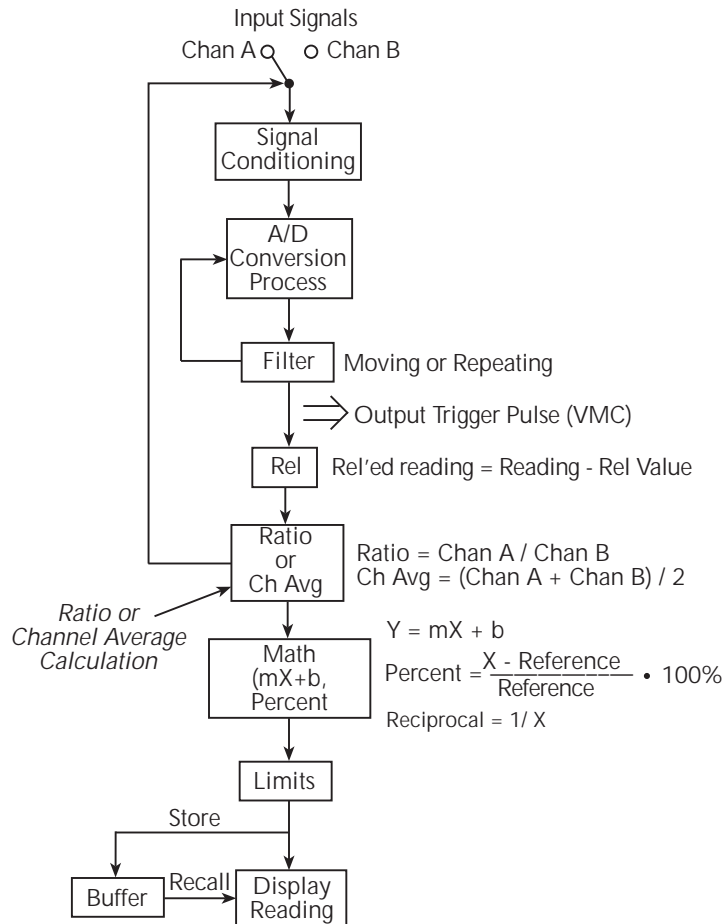 Input Signals
Chan A Chan B
Signal
Conditioning
A/D
Conversion
Process
Filter
Moving or Repeating
Output Trigger Pulse (VMC)
Rel
Rel'ed reading = Reading - Rel Value
Ratio
or
Ch Avg
Ratio = Chan A / Chan B
Ch Avg = (Chan A + Chan B) / 2
Ratio or
Channel Average
Calculation
Math
(mX+b,
Percent
Y = mX + b
Percent = X - Reference / Reference • 100%
Reciprocal = 1/ X
Limits
Store
Buffer
Recall
Display
Reading